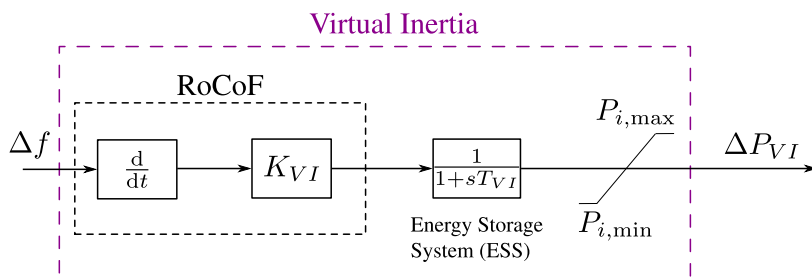 Virtual Inertia
RoCoF
Δf
d
dt
K_{VI}
1
1+sT_{VI}
P_{i,max}
P_{i,min}
ΔP_{VI}
Energy Storage
System (ESS)